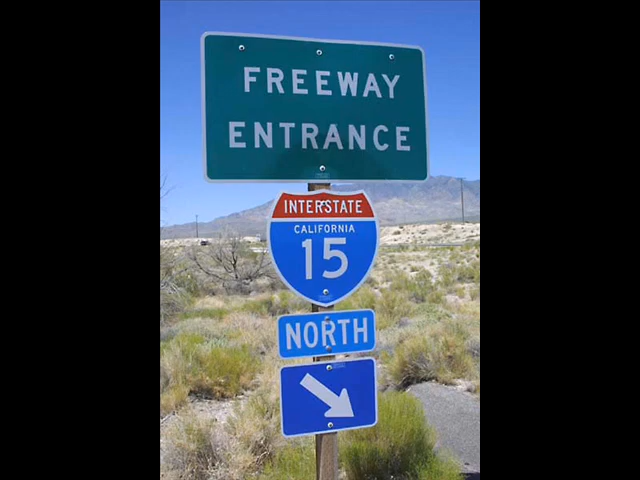 FREEWAY
ENTRANCE
INTERSTATE
CALIFORNIA
15
NORTH